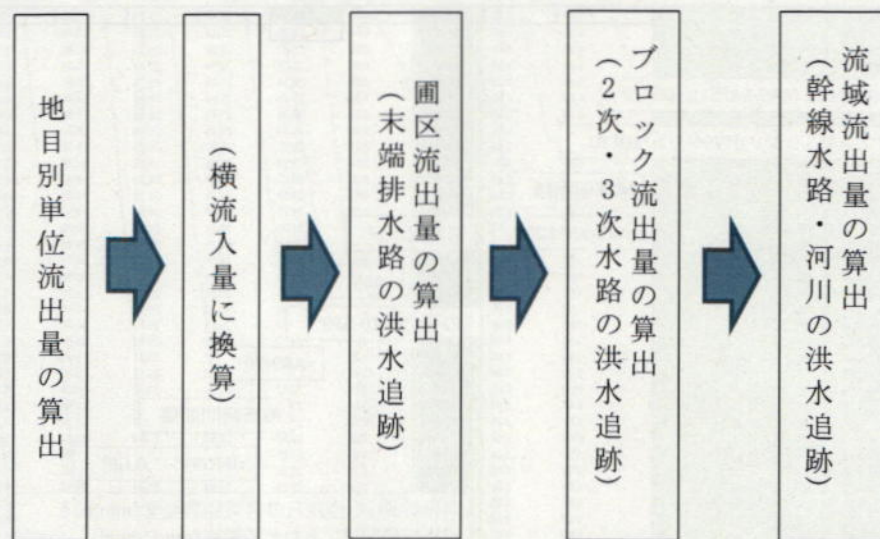 地目別単位流出量の算出
（横流入量に換算）
圃区流出量の算出
（末端排水路の洪水追跡）
ブロック流出量の算出
（2次・3次水路の洪水追跡）
流域流出量の算出
（幹線水路・河川の洪水追跡）